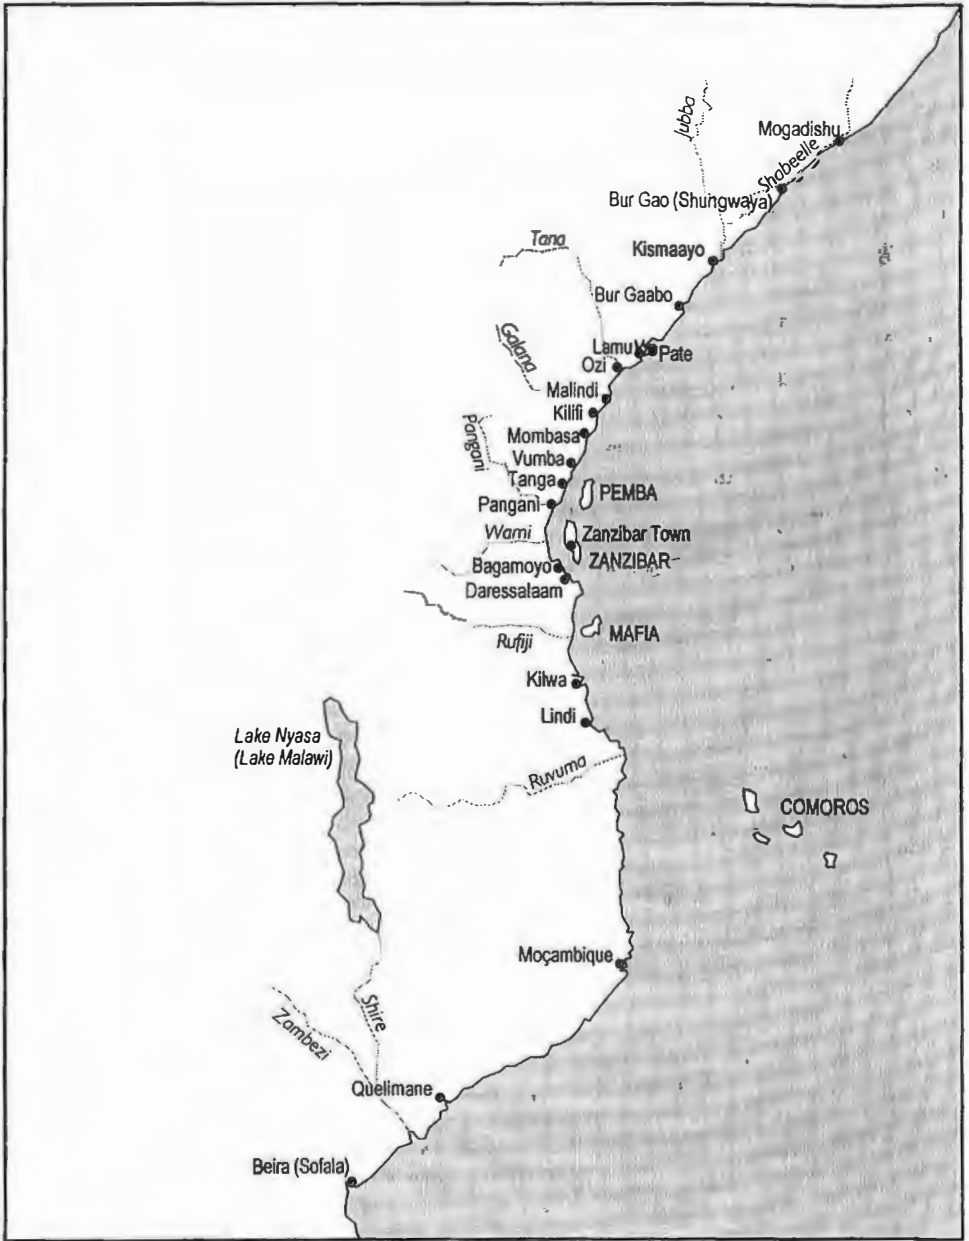 Jubba
Mogadishu
Shabeelle
Bur Gao (Shungwaya)
Tana
Kismaayo
Bur Gaabo
Galana
Lamu
Pate
Ozi
Malindi
Kilifi
Pangani
Mombasa
Vumba
Tanga
PEMBA
Pangani
Wami
Zanzibar Town
ZANZIBAR
Bagamoyo
Daressalaam
Rufiji
MAFIA
Kilwa
Lindi
Lake Nyasa
(Lake Malawi)
Ruvuma
COMOROS
Moçambique
Shire
Zambezi
Quelimane
Beira (Sofala)